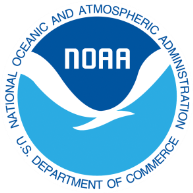 NATIONAL OCEANIC AND ATMOSPHERIC ADMINISTRATION
NOAA
U.S. DEPARTMENT OF COMMERCE